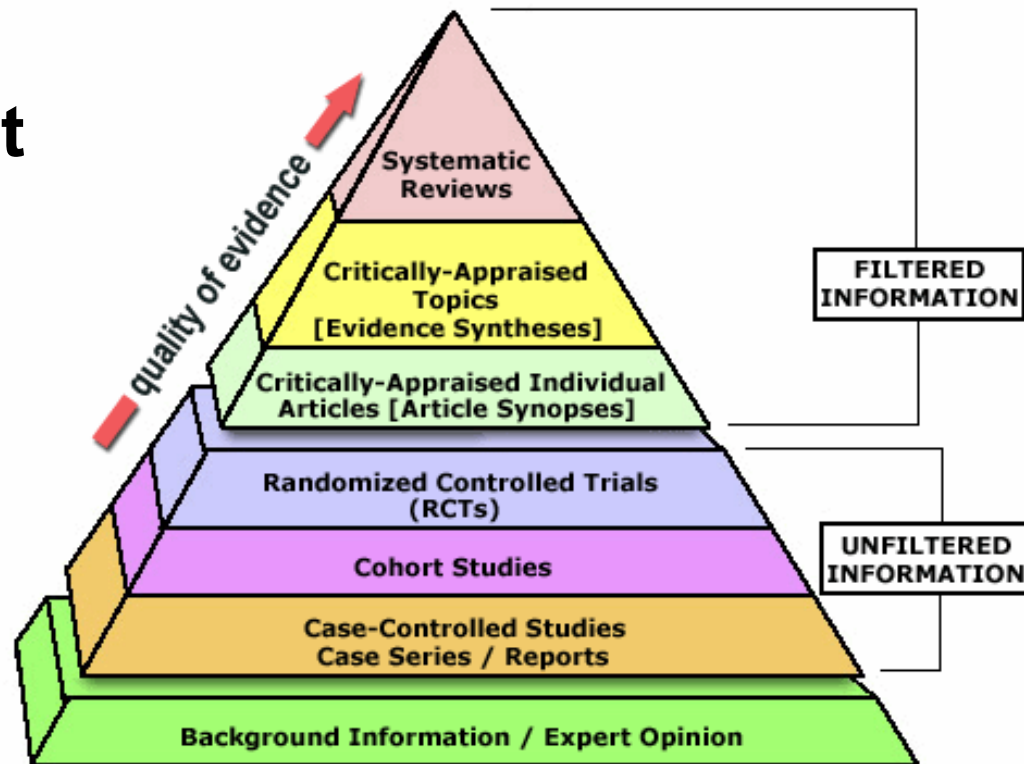 t
quality of evidence
Systematic
Reviews
Critically-Appraised
Topics
[Evidence Syntheses]
Critically-Appraised Individual
Articles [Article Synopses]
FILTERED
INFORMATION
Randomized Controlled Trials
(RCTs)
Cohort Studies
Case-Controlled Studies
Case Series / Reports
UNFILTERED
INFORMATION
Background Information / Expert Opinion